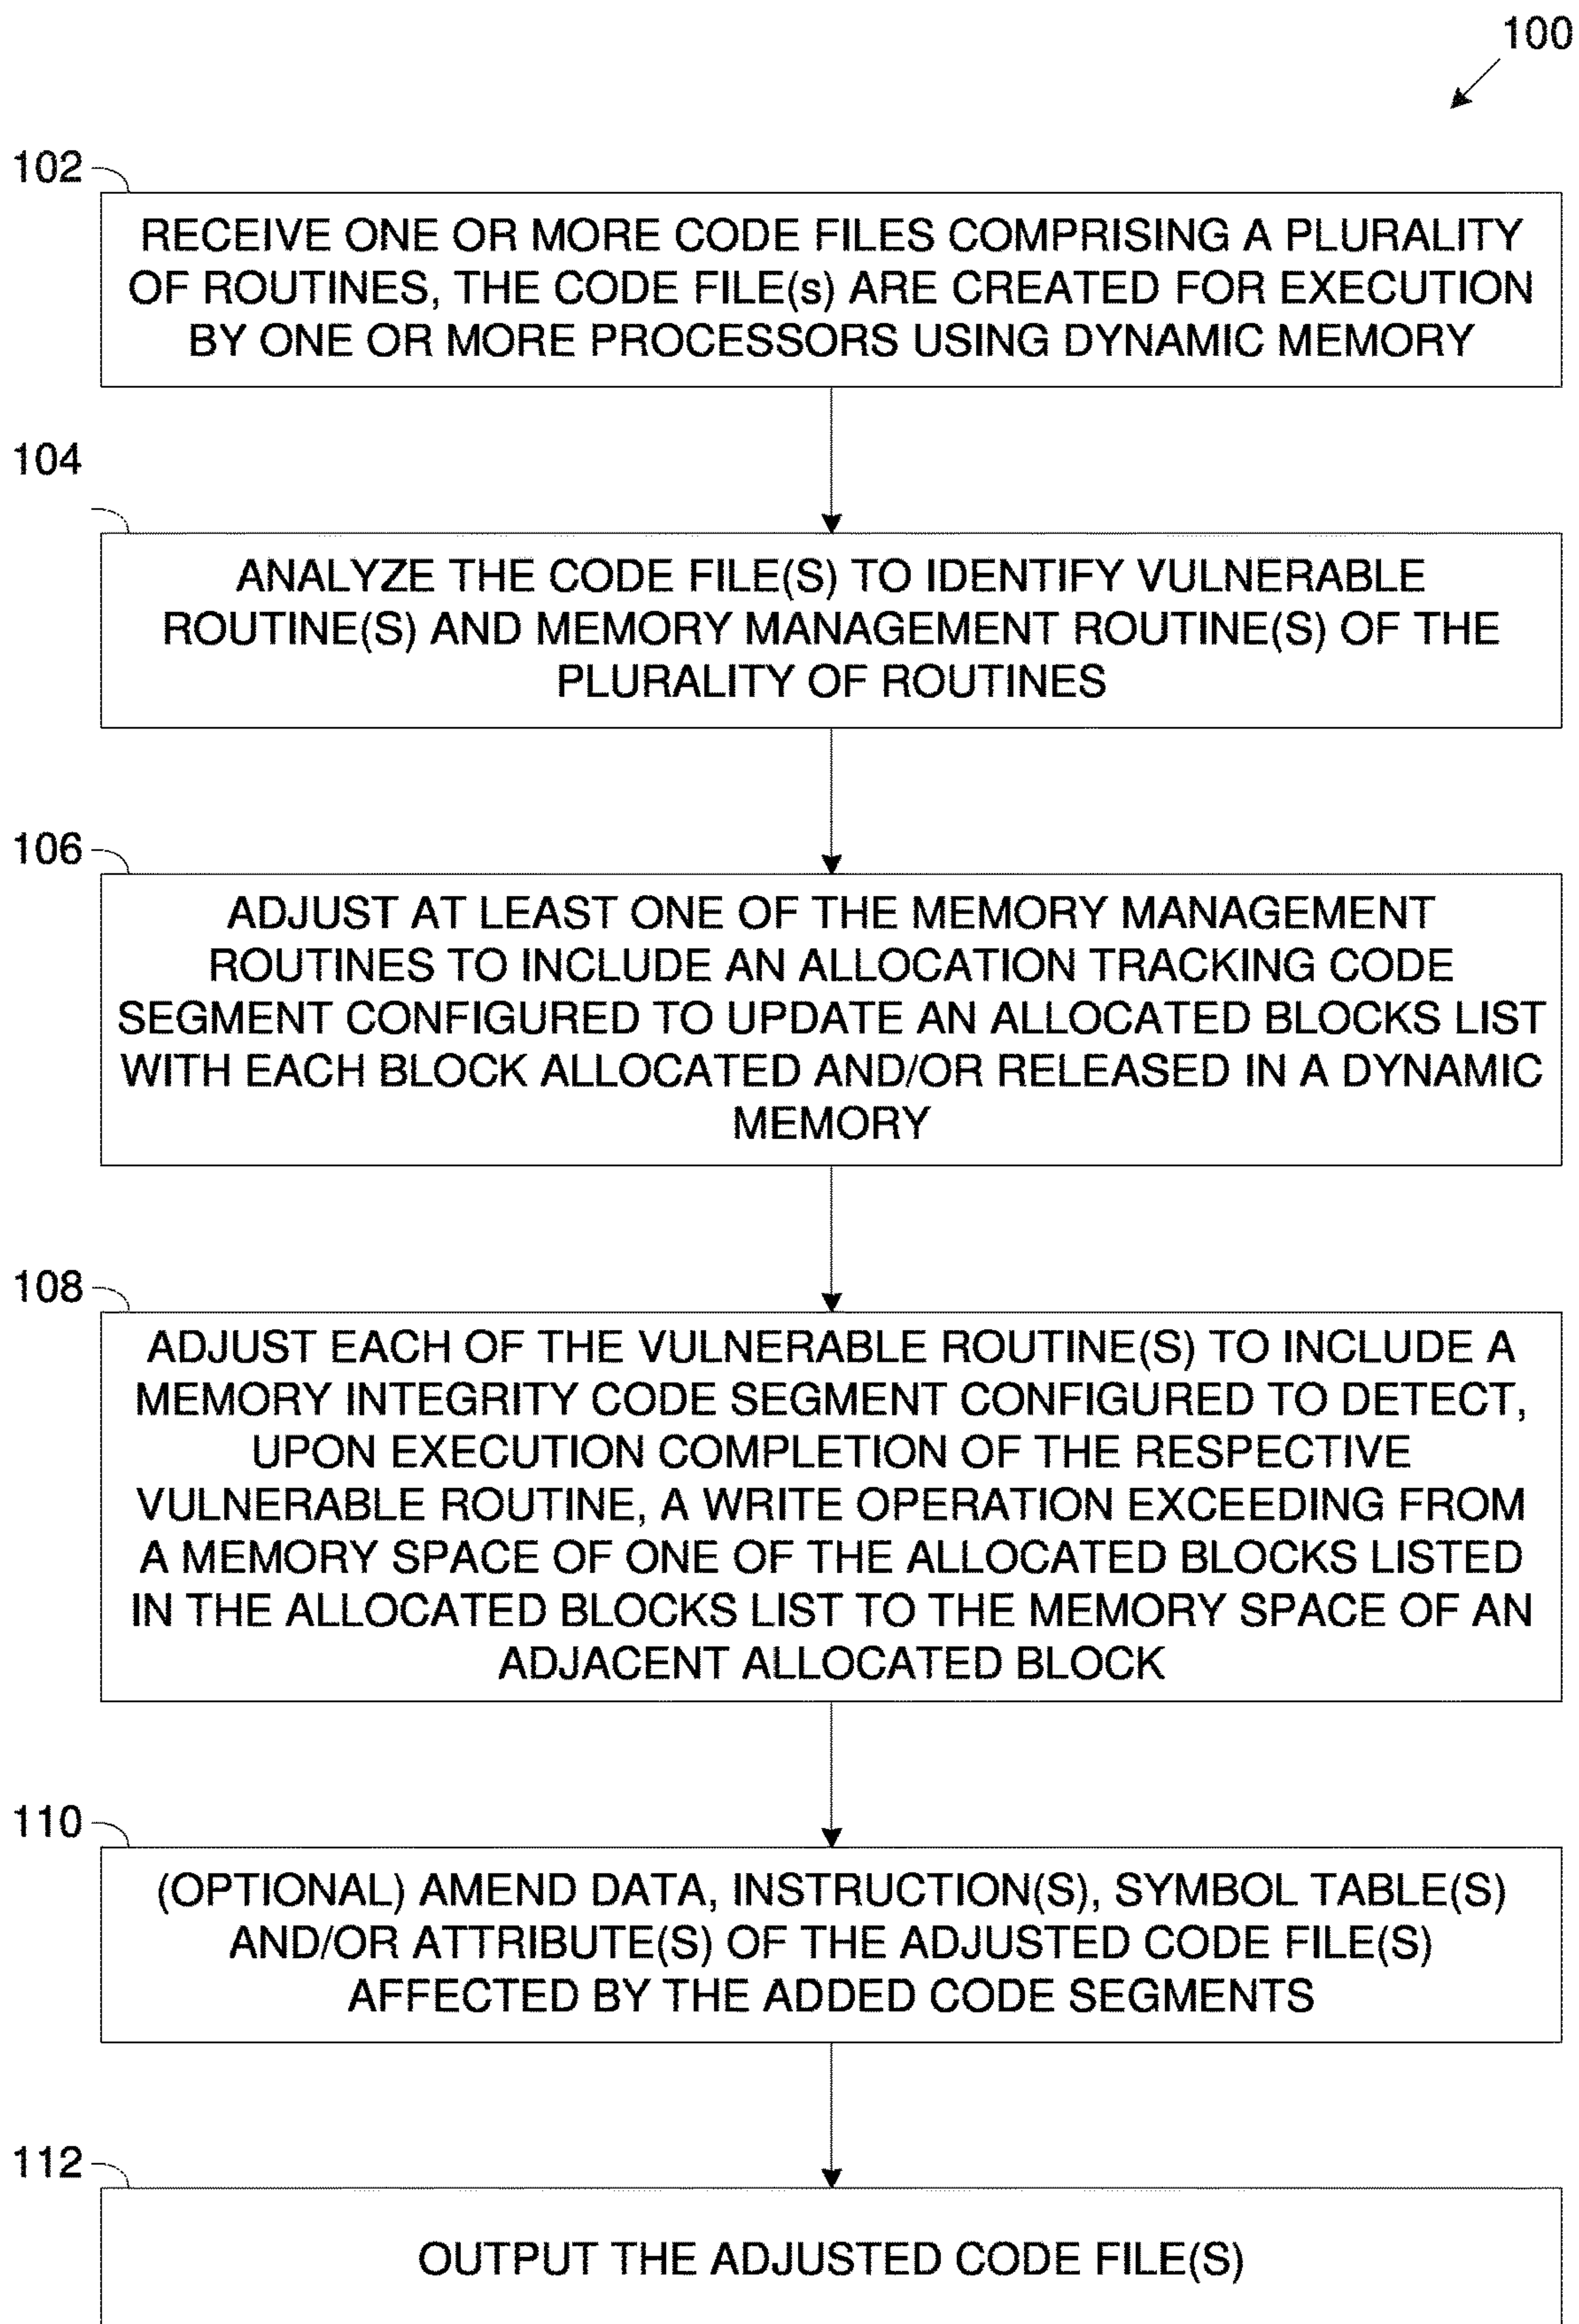 100
102
RECEIVE ONE OR MORE CODE FILES COMPRISING A PLURALITY
OF ROUTINES, THE CODE FILE(s) ARE CREATED FOR EXECUTION
BY ONE OR MORE PROCESSORS USING DYNAMIC MEMORY
104
ANALYZE THE CODE FILE(S) TO IDENTIFY VULNERABLE
ROUTINE(S) AND MEMORY MANAGEMENT ROUTINE(S) OF THE
PLURALITY OF ROUTINES
106
ADJUST AT LEAST ONE OF THE MEMORY MANAGEMENT
ROUTINES TO INCLUDE AN ALLOCATION TRACKING CODE
SEGMENT CONFIGURED TO UPDATE AN ALLOCATED BLOCKS LIST
WITH EACH BLOCK ALLOCATED AND/OR RELEASED IN A DYNAMIC
MEMORY
108
ADJUST EACH OF THE VULNERABLE ROUTINE(S) TO INCLUDE A
MEMORY INTEGRITY CODE SEGMENT CONFIGURED TO DETECT,
UPON EXECUTION COMPLETION OF THE RESPECTIVE
VULNERABLE ROUTINE, A WRITE OPERATION EXCEEDING FROM
A MEMORY SPACE OF ONE OF THE ALLOCATED BLOCKS LISTED
IN THE ALLOCATED BLOCKS LIST TO THE MEMORY SPACE OF AN
ADJACENT ALLOCATED BLOCK
110
(OPTIONAL) AMEND DATA, INSTRUCTION(S), SYMBOL TABLE(S)
AND/OR ATTRIBUTE(S) OF THE ADJUSTED CODE FILE(S)
AFFECTED BY THE ADDED CODE SEGMENTS
112
OUTPUT THE ADJUSTED CODE FILE(S)